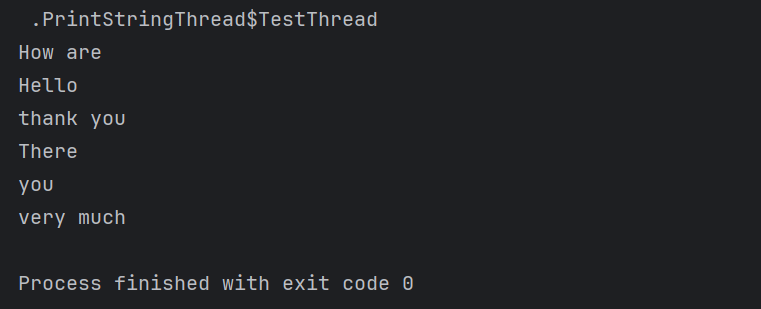 .PrintStringThread$TestThread
How are
Hello
thank you
There
you
very much
Process finished with exit code 0